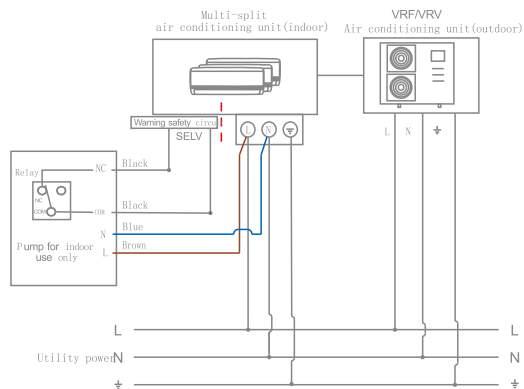 Multi-split
air conditioning unit(indoor)
VRF/VRV
Air conditioning unit(outdoor)
Warning safety circu
SELV
L N
L N
Relay
NC
Black
NC
COM
COM
Black
N
Blue
L
Brown
Pump for indoor
use only
L L
Utility power N N